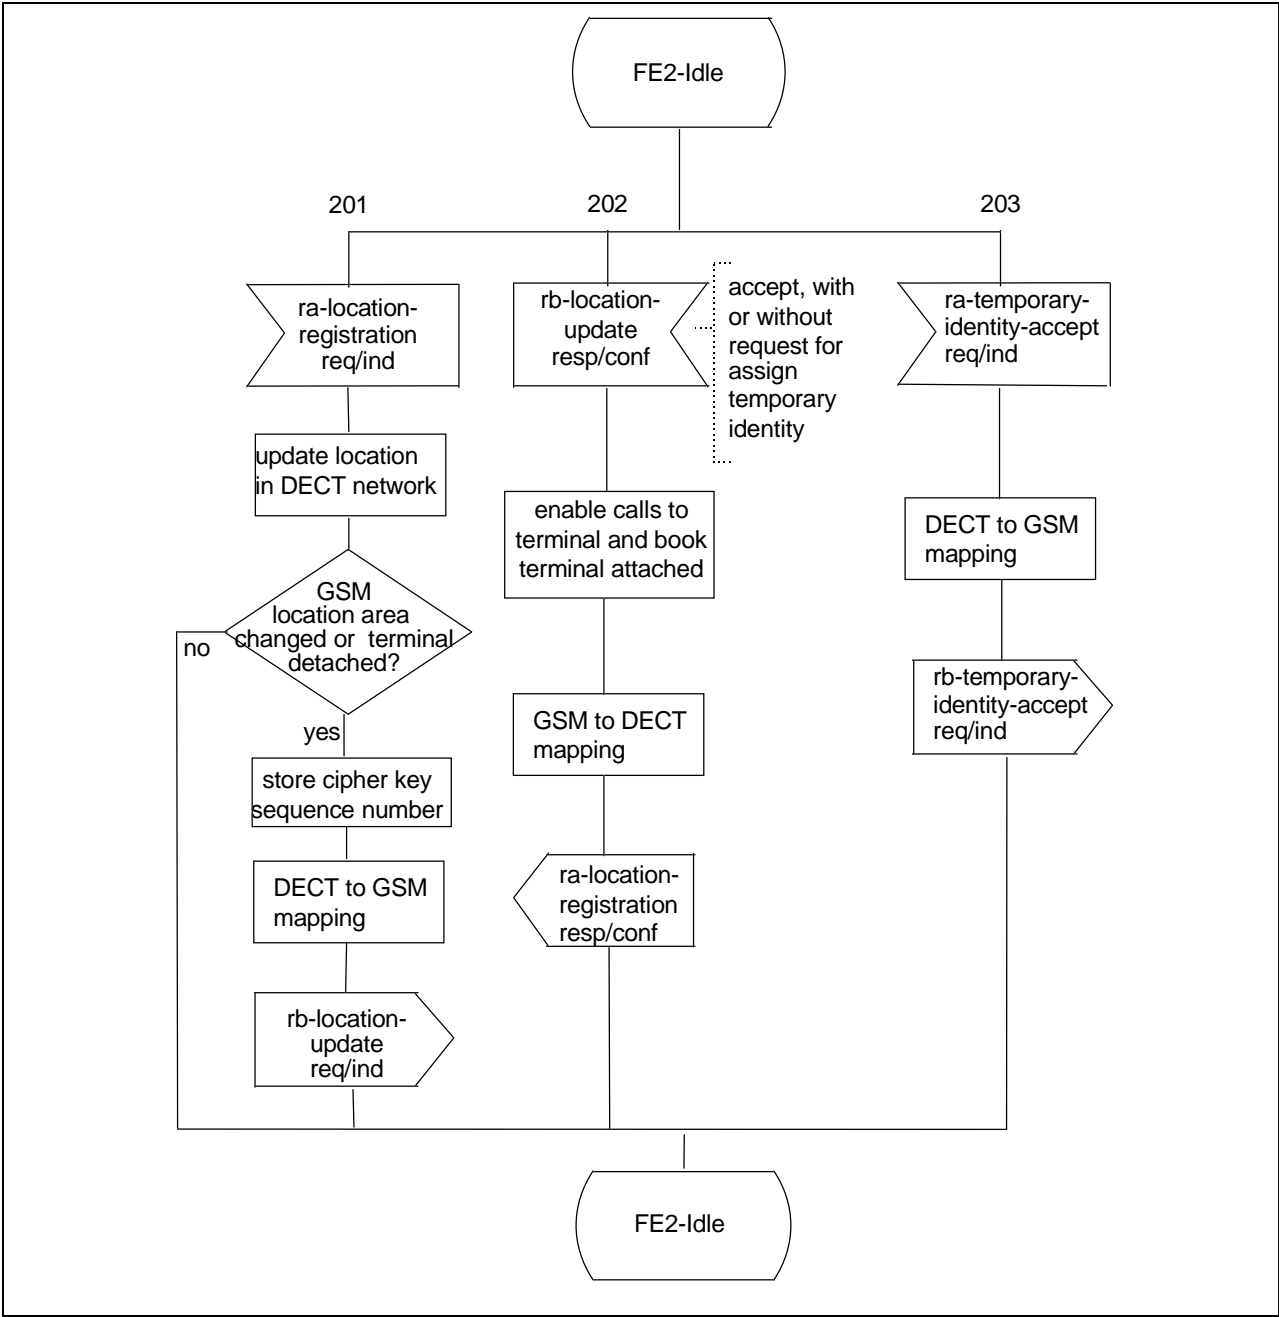 FE2-Idle
201
202
203
ra-location-
registration
req/ind
rb-location-
update
resp/conf
accept, with
or without
request for
assign
temporary
identity
ra-temporary-
identity-accept
req/ind
update location
in DECT network
enable calls to
terminal and book
terminal attached
DECT to GSM
mapping
GSM
location area
changed or terminal
detached?
no
yes
rb-temporary-
identity-accept
req/ind
GSM to DECT
mapping
store cipher key
sequence number
DECT to GSM
mapping
ra-location-
registration
resp/conf
rb-location-
update
req/ind
FE2-Idle